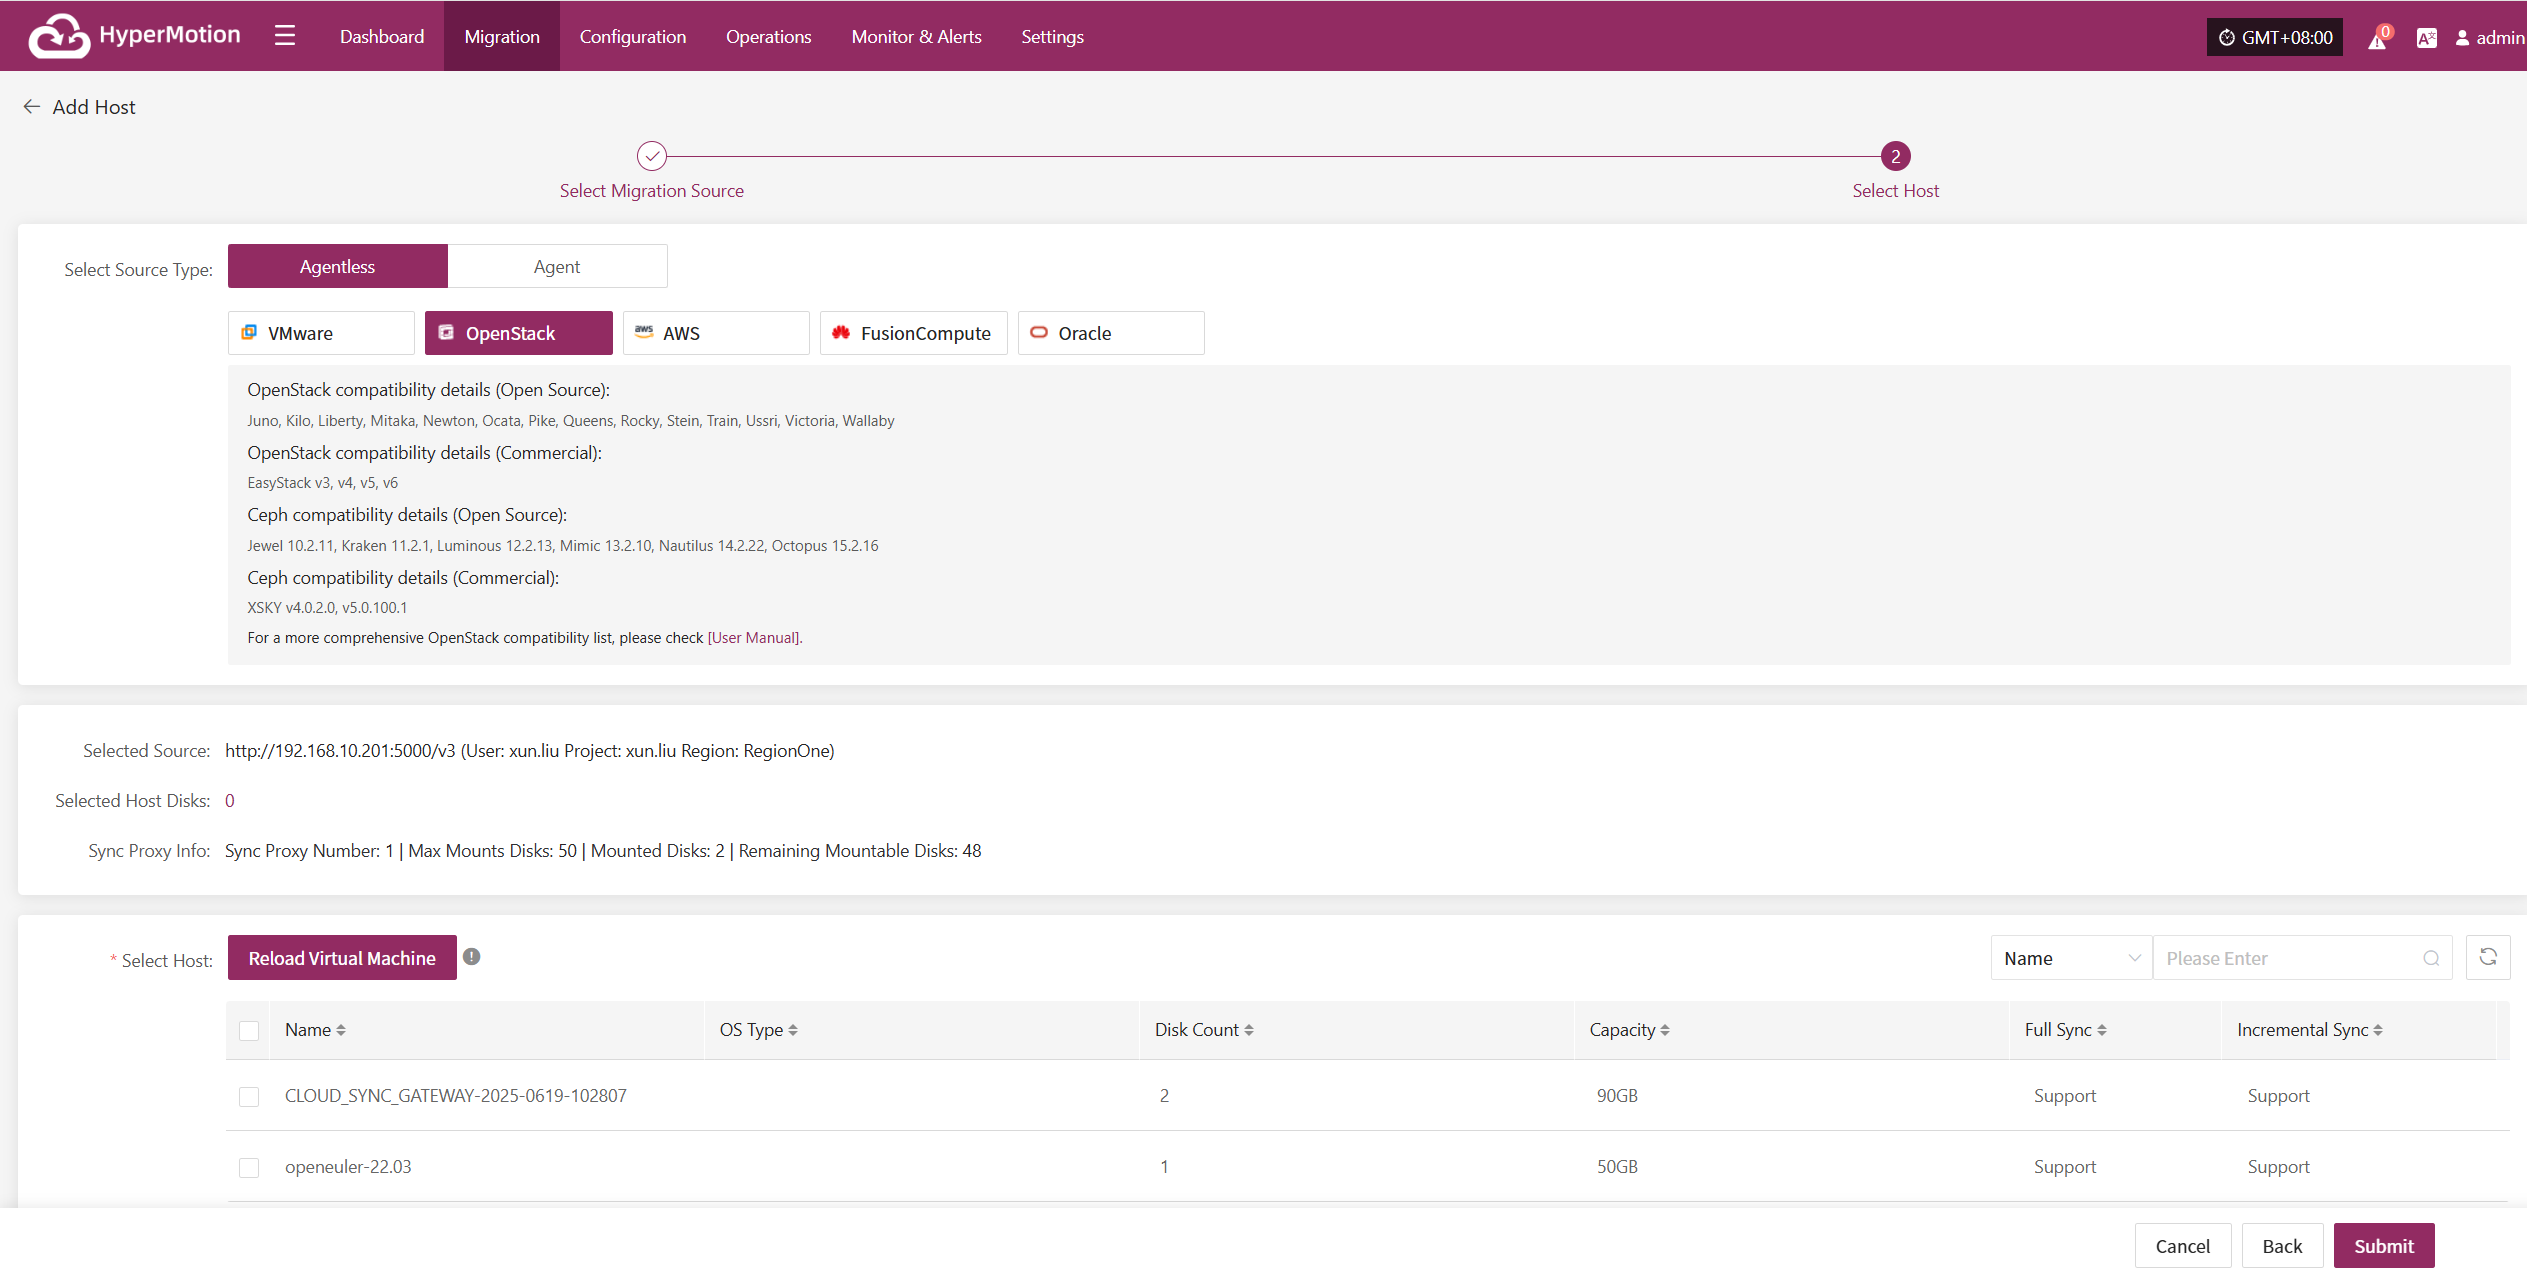 HyperMotion Dashboard Migration Configuration Operations Monitor & Alerts Settings GMT+08:00 0 A admin
Add Host
2
Select Migration Source Select Host
Select Source Type: Agentless Agent
VMware OpenStack aws AWS FusionCompute Oracle
OpenStack compatibility details (Open Source):
Juno, Kilo, Liberty, Mitaka, Newton, Ocata, Pike, Queens, Rocky, Stein, Train, Ussri, Victoria, Wallaby
OpenStack compatibility details (Commercial):
EasyStack v3, v4, v5, v6
Ceph compatibility details (Open Source):
Jewel 10.2.11, Kraken 11.2.1, Luminous 12.2.13, Mimic 13.2.10, Nautilus 14.2.22, Octopus 15.2.16
Ceph compatibility details (Commercial):
XSKY v4.0.2.0, v5.0.100.1
For a more comprehensive OpenStack compatibility list, please check [User Manual].
Selected Source: http://192.168.10.201:5000/v3 (User: xun.liu Project: xun.liu Region: RegionOne)
Selected Host Disks: 0
Sync Proxy Info: Sync Proxy Number: 1 | Max Mounts Disks: 50 | Mounted Disks: 2 | Remaining Mountable Disks: 48
* Select Host: Reload Virtual Machine ! Name Please Enter
Name OS Type Disk Count Capacity Full Sync Incremental Sync
CLOUD_SYNC_GATEWAY-2025-0619-102807 2 90GB Support Support
openeuler-22.03 1 50GB Support Support
Cancel Back Submit